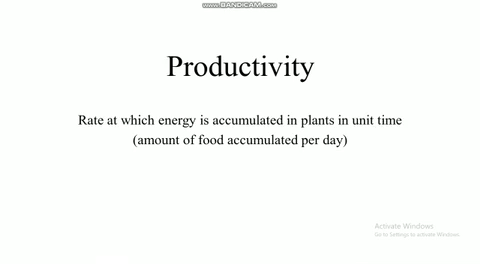 www.BANDICAM.com
Productivity
Rate at which energy is accumulated in plants in unit time
(amount of food accumulated per day)
Activate Windows
Go to Settings to activate Windows.